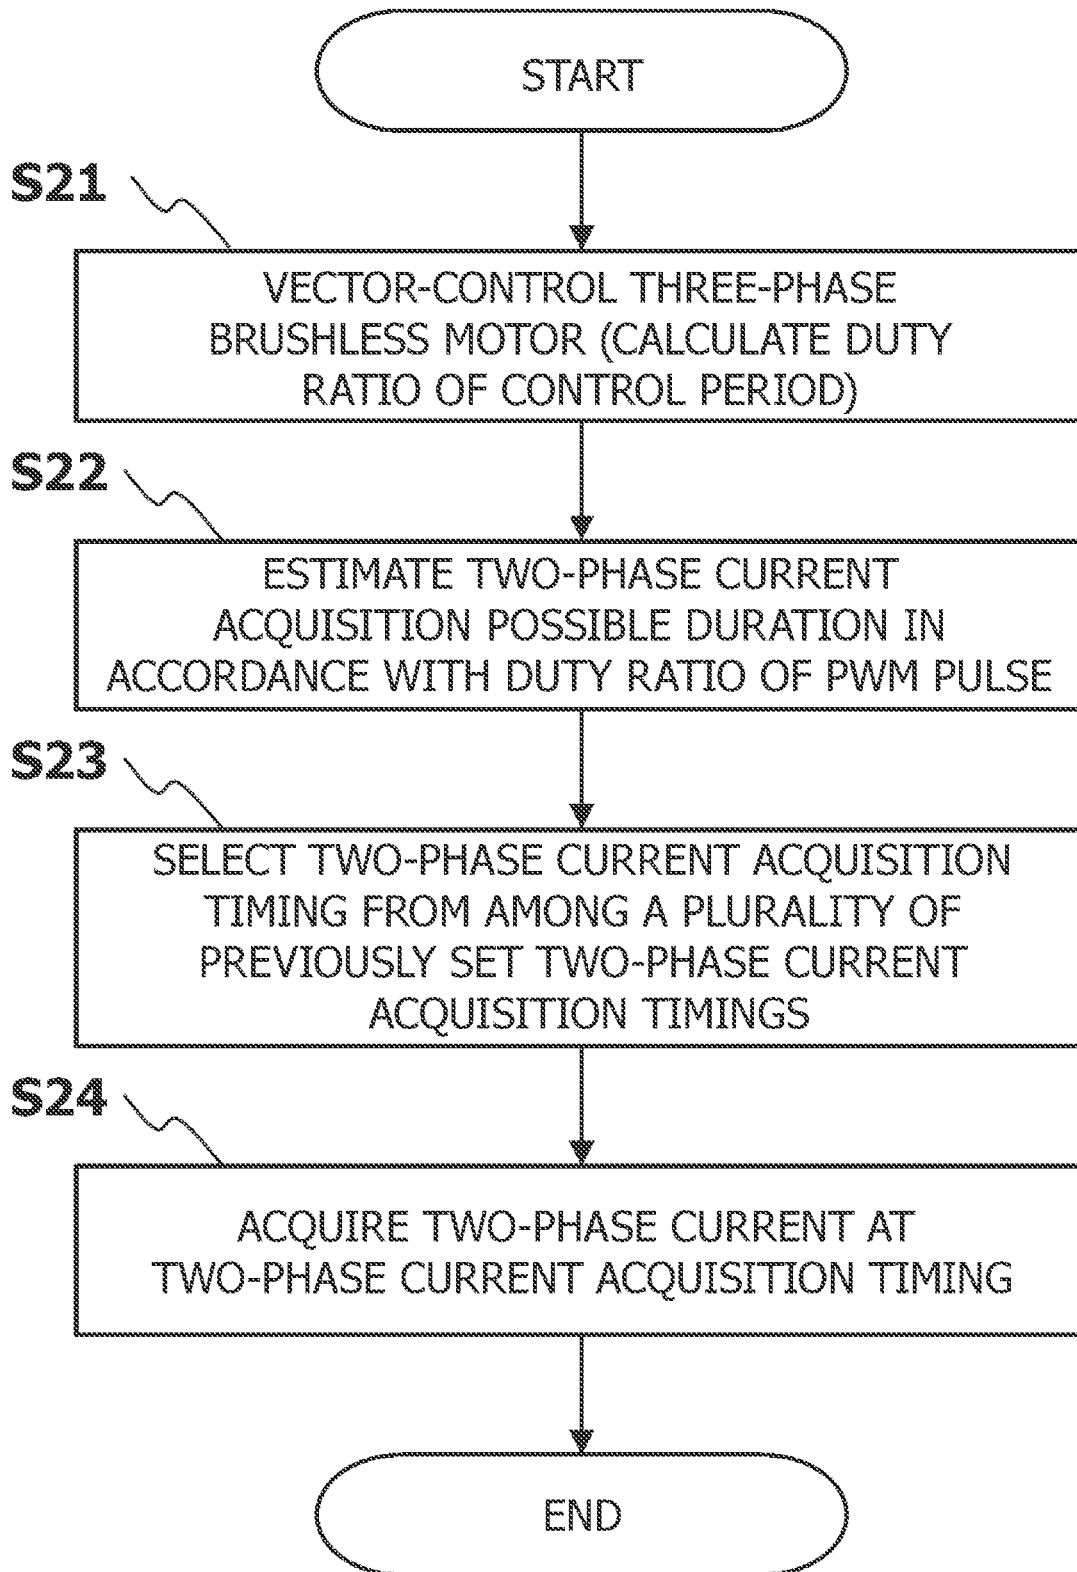 START
S21
VECTOR-CONTROL THREE-PHASE
BRUSHLESS MOTOR (CALCULATE DUTY
RATIO OF CONTROL PERIOD)
S22
ESTIMATE TWO-PHASE CURRENT
ACQUISITION POSSIBLE DURATION IN
ACCORDANCE WITH DUTY RATIO OF PWM PULSE
S23
SELECT TWO-PHASE CURRENT ACQUISITION
TIMING FROM AMONG A PLURALITY OF
PREVIOUSLY SET TWO-PHASE CURRENT
ACQUISITION TIMINGS
S24
ACQUIRE TWO-PHASE CURRENT AT
TWO-PHASE CURRENT ACQUISITION TIMING
END